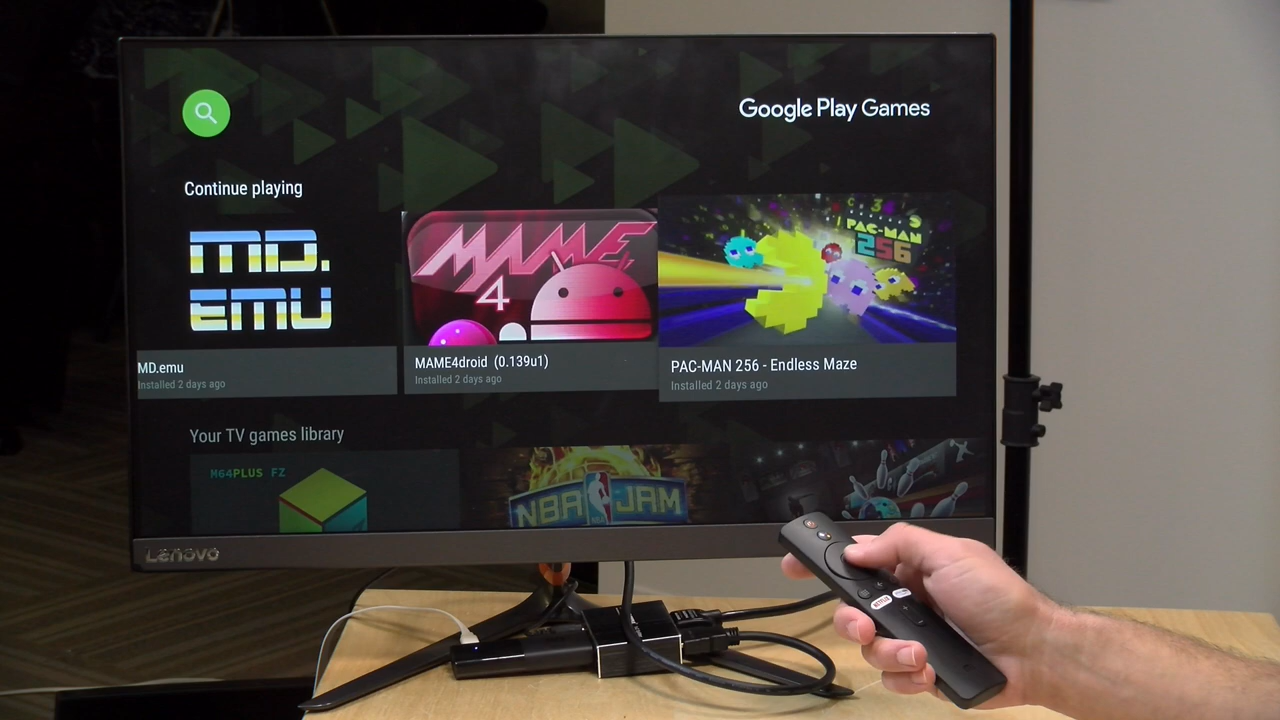 Google Play Games
Continue playing
MD.
EMU
MAME
4
PAC-MAN
256
MD.emu
Installed 2 days ago
MAME4droid (0.139u1)
Installed 2 days ago
PAC-MAN 256 - Endless Maze
Installed 2 days ago
Your TV games library
M64PLUS FZ
NBA JAM
NBA
Lenovo
NETFLIX